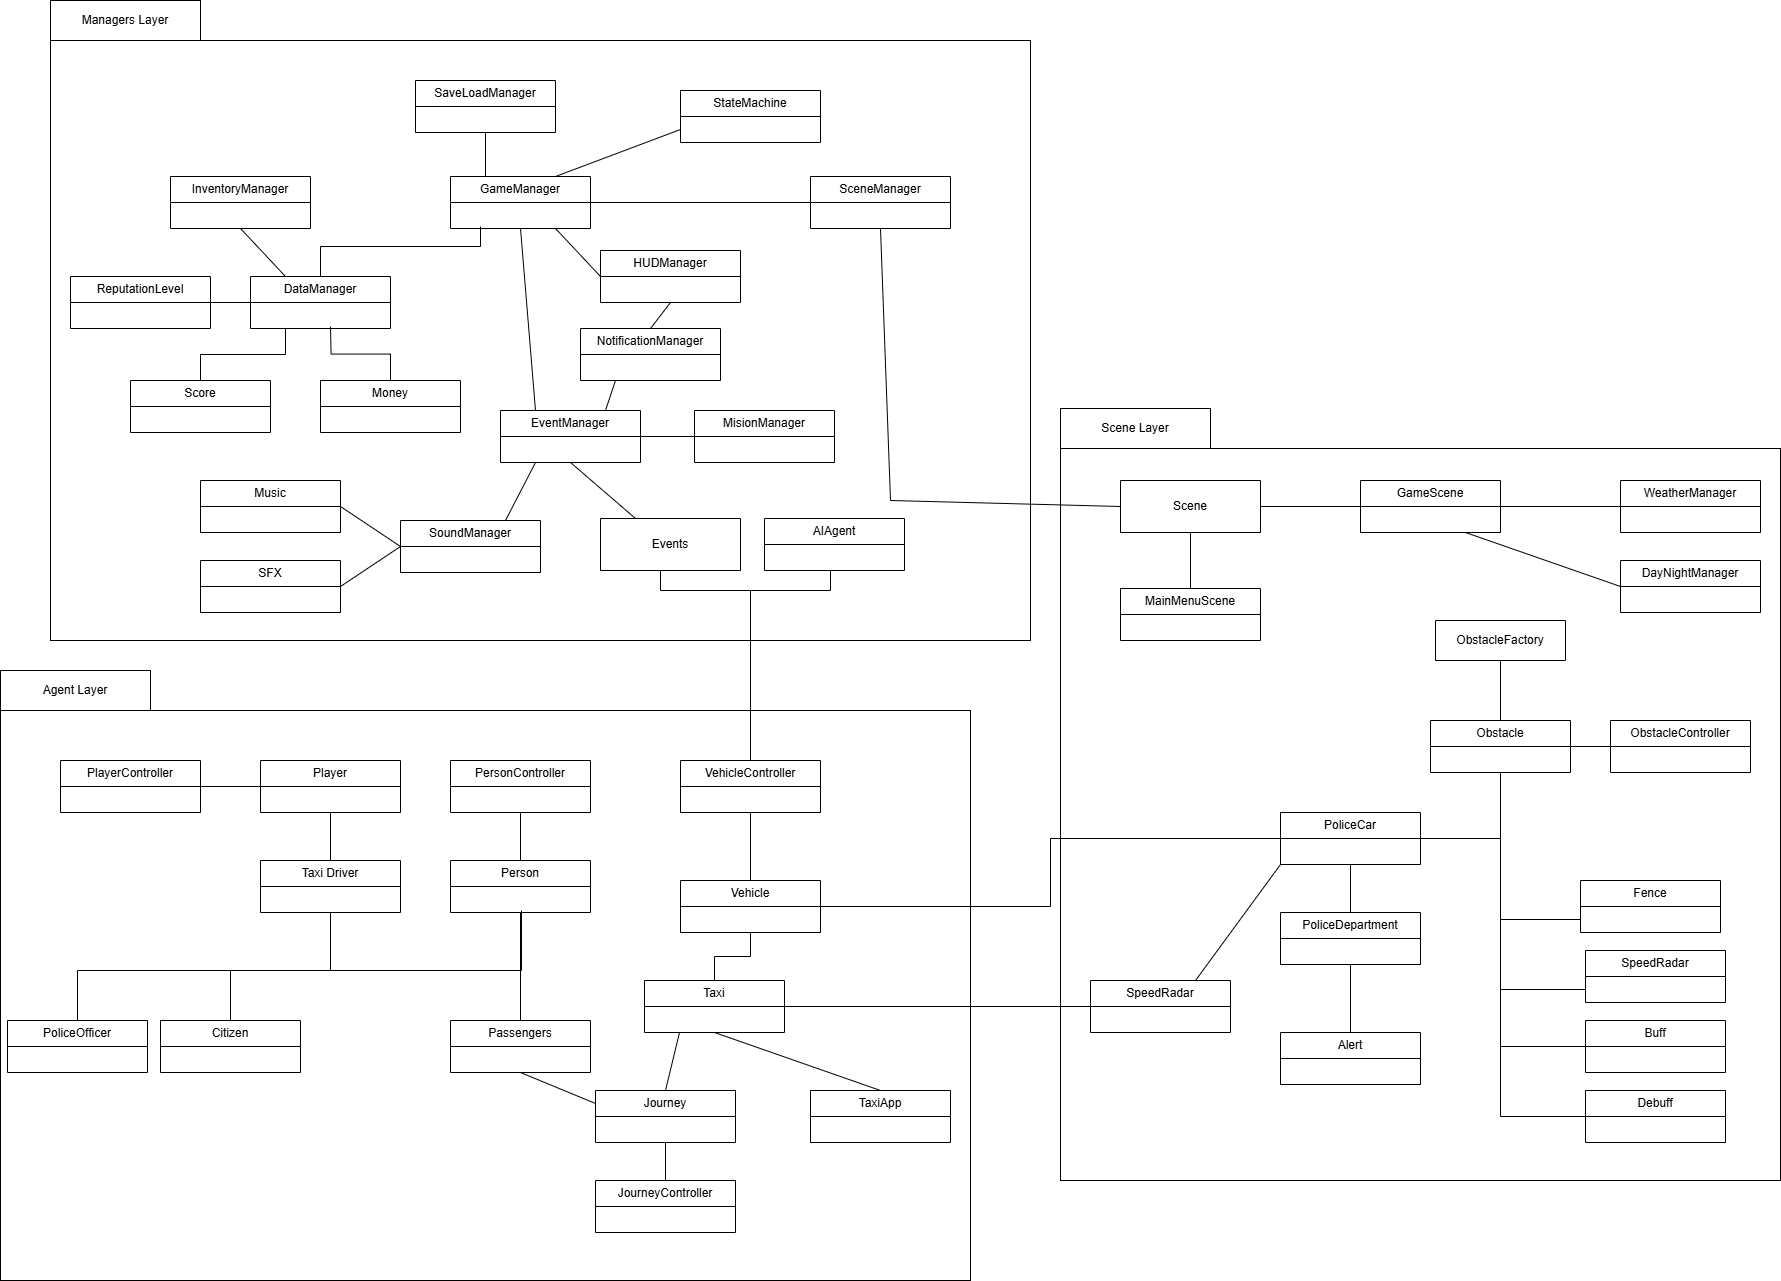 Managers Layer
SaveLoadManager
StateMachine
InventoryManager
GameManager
SceneManager
HUDManager
ReputationLevel
DataManager
NotificationManager
Score
Money
EventManager
MisionManager
Music
SoundManager
Events
AIAgent
SFX
Scene Layer
Scene
GameScene
WeatherManager
DayNightManager
MainMenuScene
ObstacleFactory
Obstacle
ObstacleController
PoliceCar
Fence
PoliceDepartment
SpeedRadar
SpeedRadar
Buff
Alert
Debuff
Agent Layer
PlayerController
Player
PersonController
VehicleController
Taxi Driver
Person
Vehicle
Taxi
PoliceOfficer
Citizen
Passengers
Journey
TaxiApp
JourneyController